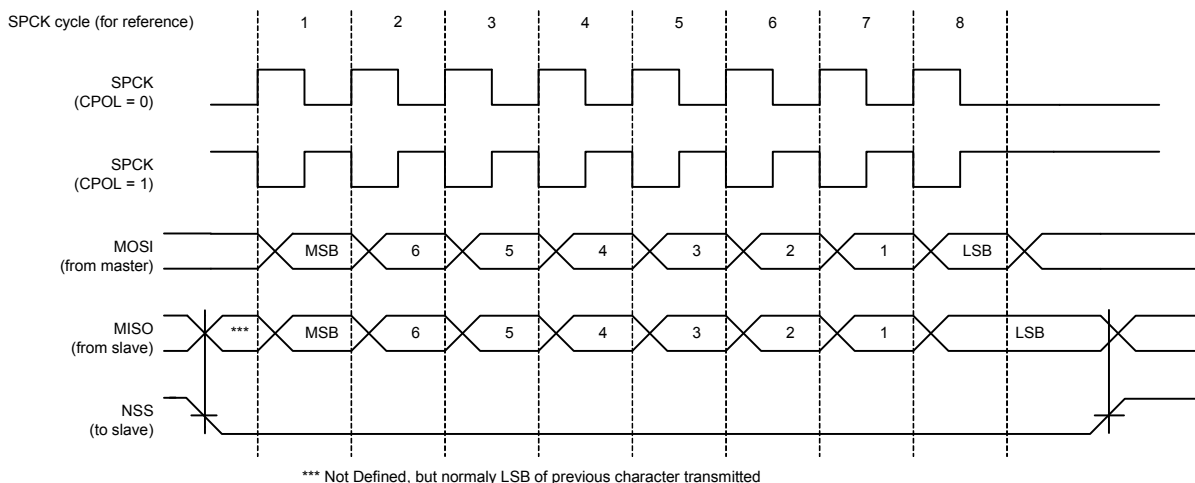 SPCK cycle (for reference) 1 2 3 4 5 6 7 8
SPCK
(CPOL = 0)
SPCK
(CPOL = 1)
MOSI
(from master)
MSB 6 5 4 3 2 1 LSB
MISO
(from slave)
*** MSB 6 5 4 3 2 1 LSB
NSS
(to slave)
*** Not Defined, but normaly LSB of previous character transmitted